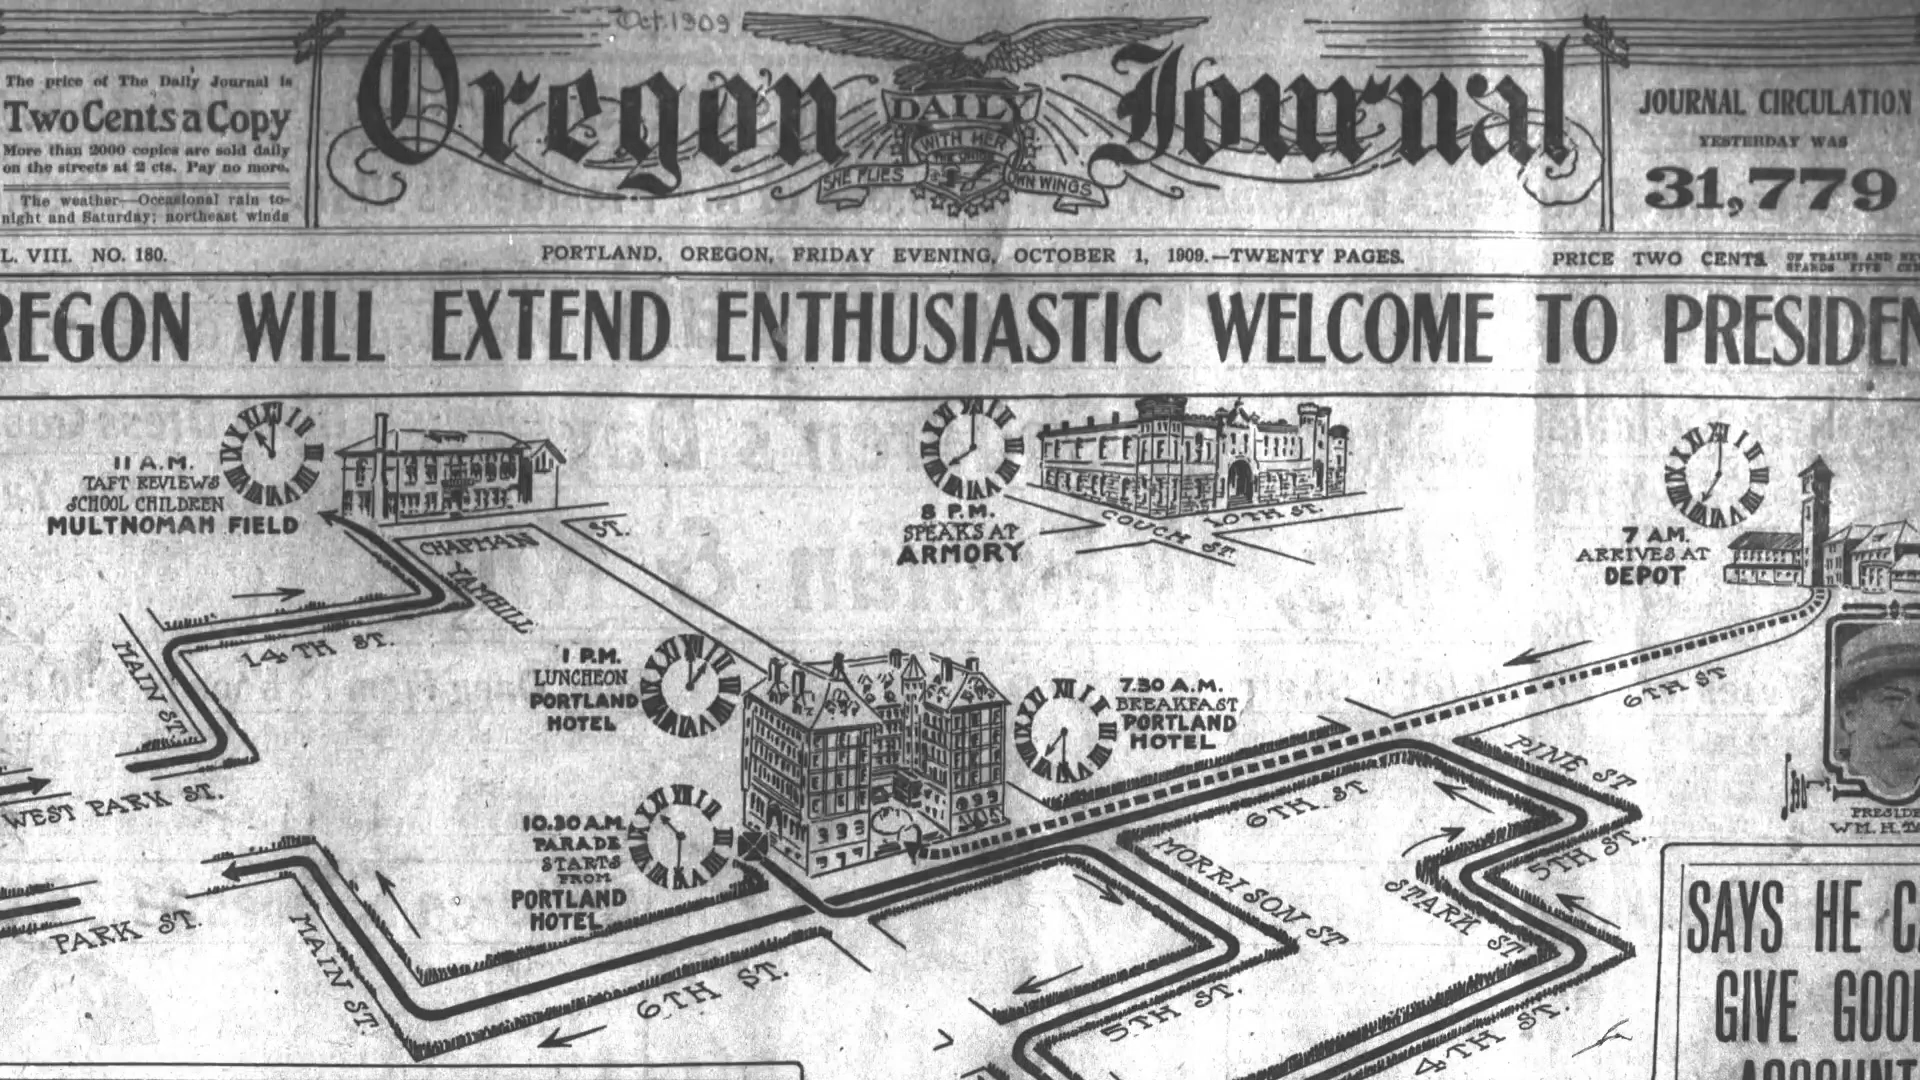 Oct. 1909
The price of The Daily Journal is
Two Cents a Copy
More than 2000 copies are sold daily
on the streets at 2 cts. Pay no more.
The weather—Occasional rain to-
night and Saturday; northeast winds
Oregon DAILY Journal
SHE FLIES WITH HER OWN WINGS
JOURNAL CIRCULATION
YESTERDAY WAS
31,779
L. VIII. NO. 180.
PORTLAND, OREGON, FRIDAY EVENING, OCTOBER 1, 1909.—TWENTY PAGES.
PRICE TWO CENTS.
REGON WILL EXTEND ENTHUSIASTIC WELCOME TO PRESIDEN
11 A.M.
TAFT REVIEWS
SCHOOL CHILDREN
MULTNOMAH FIELD
CHAPMAN
ST.
YAMHILL
14TH ST.
MAIN ST.
WEST PARK ST.
8 P.M.
SPEAKS AT
ARMORY
COUCH ST.
10TH ST.
7 A.M.
ARRIVES AT
DEPOT
6TH ST
1 P.M.
LUNCHEON
PORTLAND
HOTEL
7.30 A.M.
BREAKFAST
PORTLAND
HOTEL
10.30 A.M.
PARADE
STARTS
FROM
PORTLAND
HOTEL
PINE ST
6TH ST
5TH ST.
MORRISON ST
STARK ST
PARK ST.
MAIN ST.
6TH ST.
5TH ST.
4TH ST.
PRESIDE
WM. H. TA
SAYS HE C
GIVE GOO
ACCOUNT